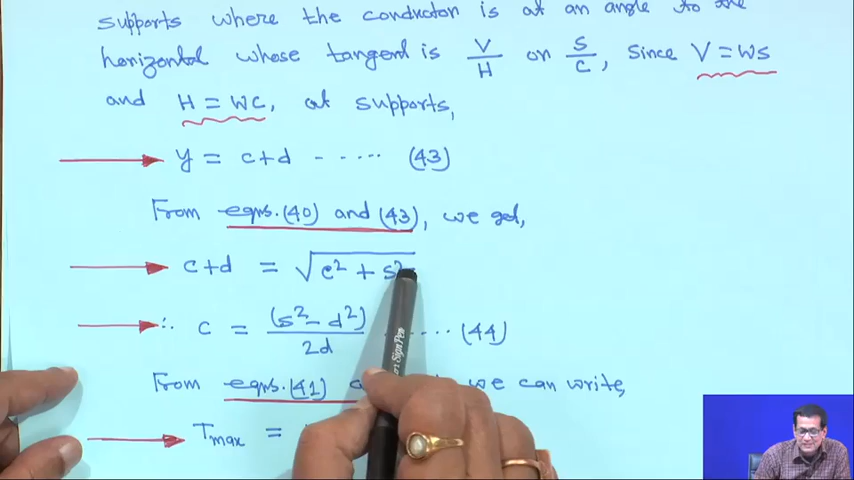 supports where the conductor is at an angle to the
horizontal whose tangent is V/H or S/C, since V = WS
and H = WC, at supports,
y = c+d ------ (43)
From eqns.(40) and (43), we get,
c+d = √(c² + s²)
∴ c = (s² - d²)/2d ... (44)
From eqns.(41) we can write,
Tmax =